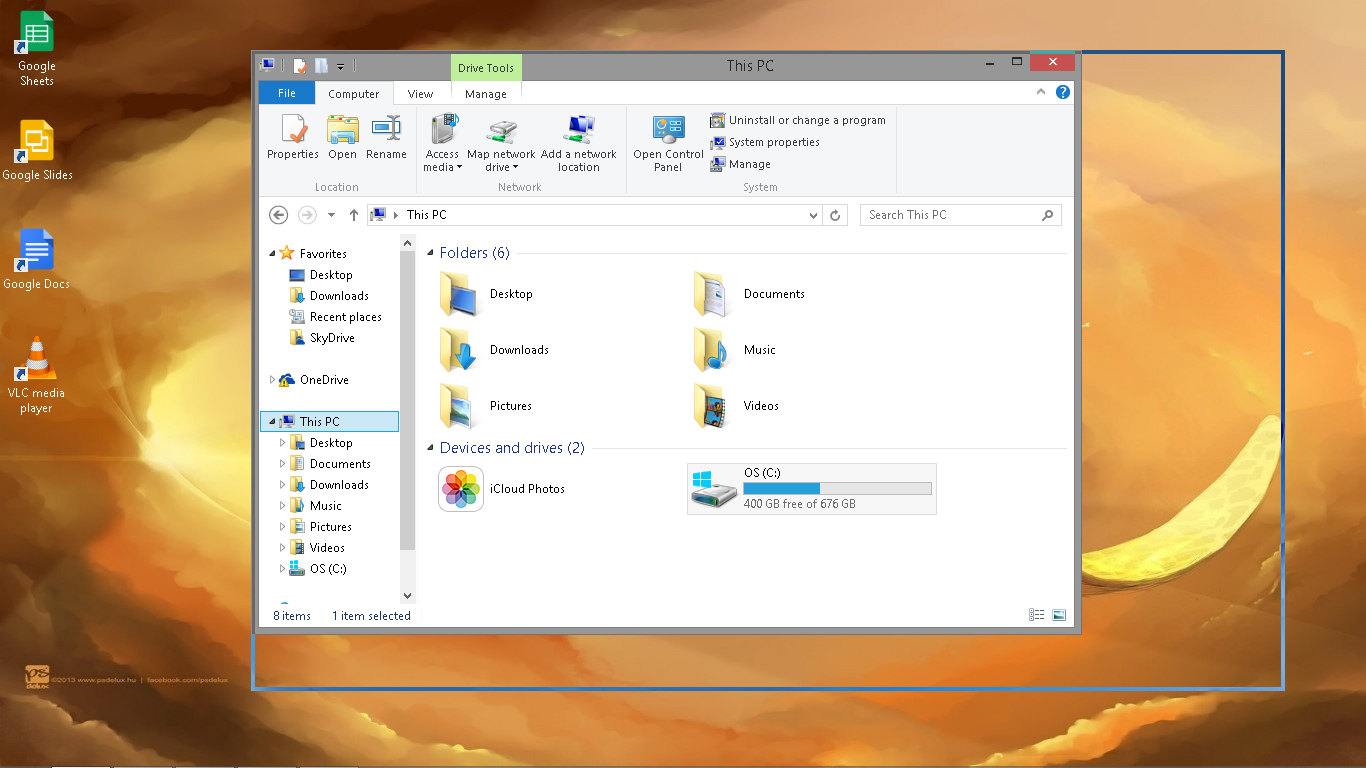 Google
Sheets
Google Slides
Google Docs
VLC media
player
Drive Tools
This PC
File
Computer
View
Manage
Properties
Open
Rename
Access
media
Map network
drive
Add a network
location
Open Control
Panel
Uninstall or change a program
System properties
Manage
Location
Network
System
This PC
Search This PC
Favorites
Desktop
Downloads
Recent places
SkyDrive
OneDrive
This PC
Desktop
Documents
Downloads
Music
Pictures
Videos
OS (C:)
Folders (6)
Desktop
Documents
Downloads
Music
Pictures
Videos
Devices and drives (2)
iCloud Photos
OS (C:)
400 GB free of 676 GB
8 items
1 item selected
ps
delux
©2013 www.psdelux.hu | facebook.com/psdelux